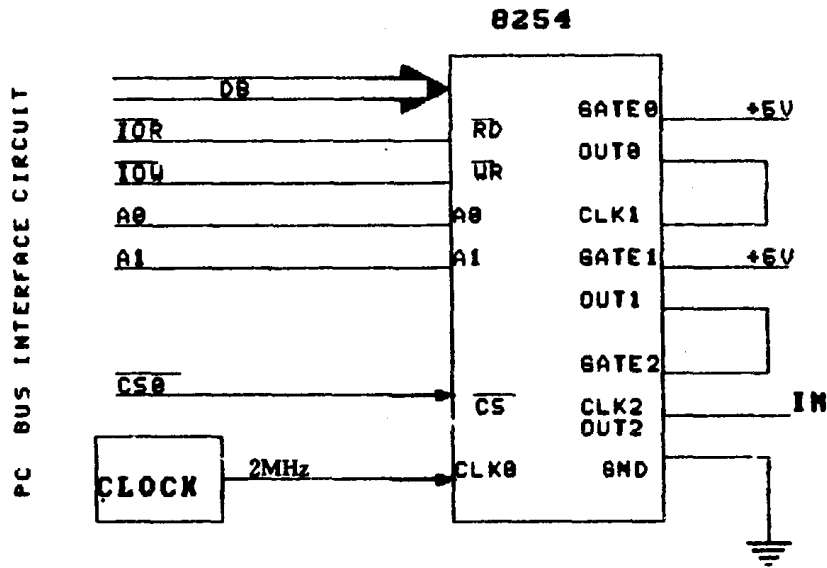 8254
PC BUS INTERFACE CIRCUIT
DB
GATE0
+5V
IOR
RD
OUT0
IOW
WR
A0
A0
CLK1
A1
A1
GATE1
+5V
OUT1
GATE2
CS0
CS
CLK2
IN
OUT2
CLOCK
2MHz
CLK0
GND